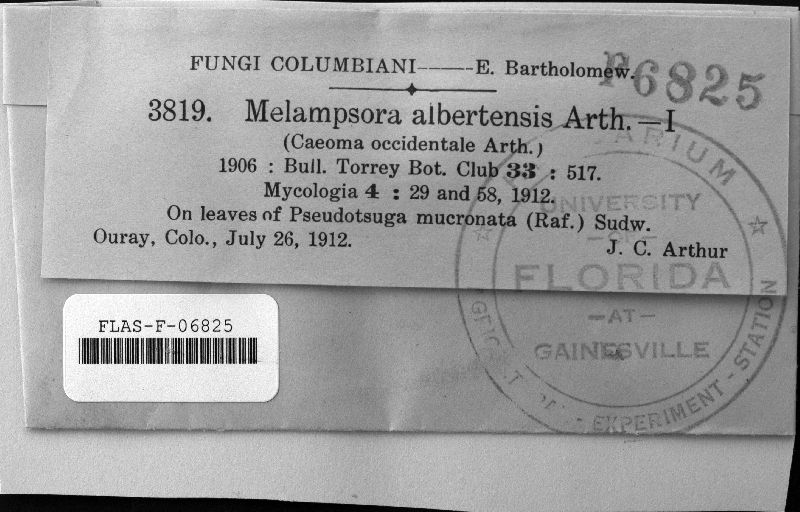 FUNGI COLUMBIANI——E. Bartholomew.
F6825
3819. Melampsora albertensis Arth.—I
(Caeoma occidentale Arth.)
1906 : Bull. Torrey Bot. Club 33 : 517.
Mycologia 4 : 29 and 58, 1912.
On leaves of Pseudotsuga mucronata (Raf.) Sudw.
Ouray, Colo., July 26, 1912.
J. C. Arthur
UNIVERSITY
—OF—
FLORIDA
—AT—
GAINESVILLE
EXPERIMENT - STATION
FLAS-F-06825